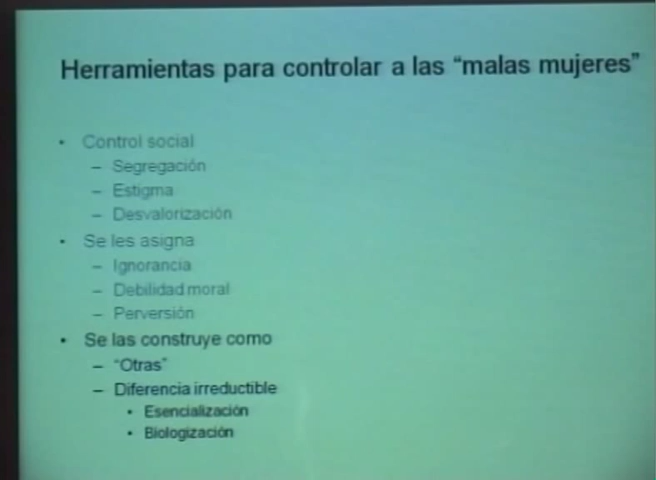 Herramientas para controlar a las “malas mujeres”
• Control social
– Segregación
– Estigma
– Desvalorización
• Se les asigna
– Ignorancia
– Debilidad moral
– Perversión
• Se las construye como
– “Otras”
– Diferencia irreductible
• Esencialización
• Biologización